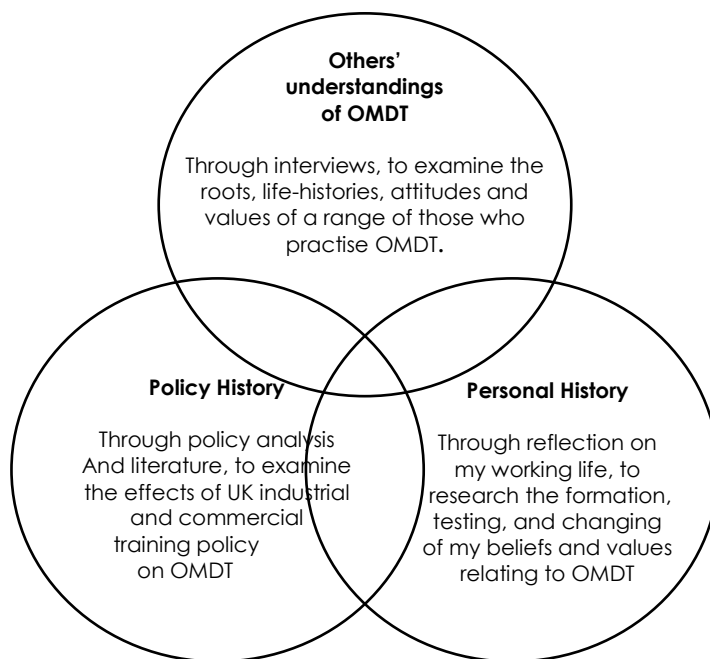 Others'
understandings
of OMDT
Through interviews, to examine the
roots, life-histories, attitudes and
values of a range of those who
practise OMDT.
Policy History
Through policy analysis
And literature, to examine
the effects of UK industrial
and commercial
training policy
on OMDT
Personal History
Through reflection on
my working life, to
research the formation,
testing, and changing
of my beliefs and values
relating to OMDT